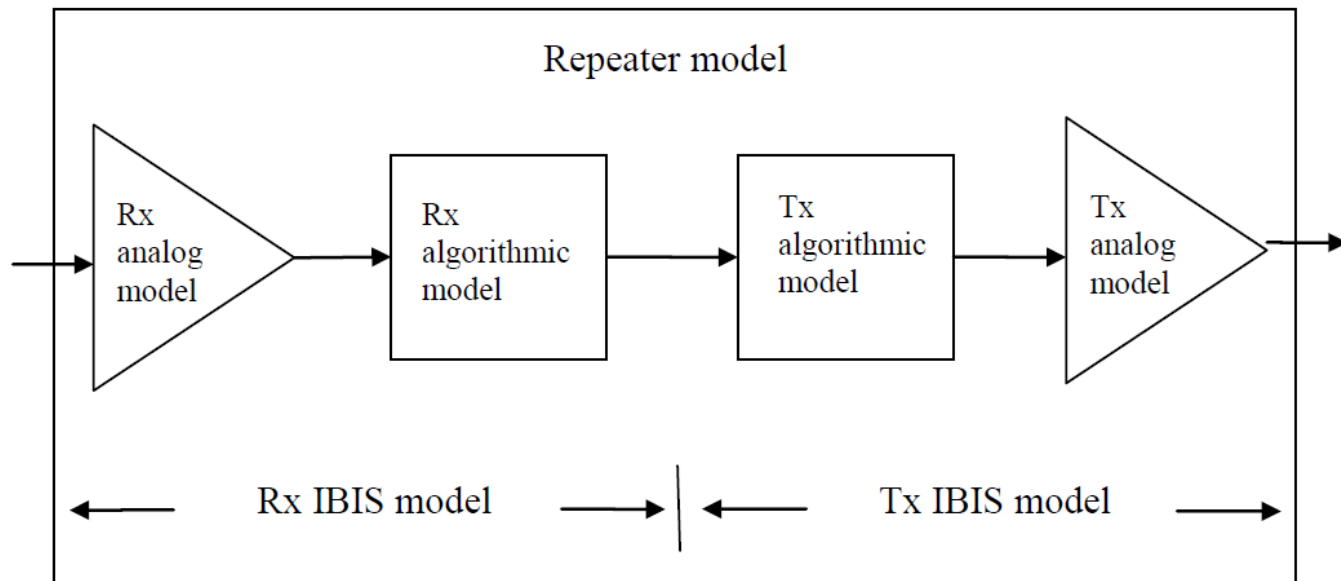 Repeater model
Rx
analog
model
Rx
algorithmic
model
Tx
algorithmic
model
Tx
analog
model
Rx IBIS model
Tx IBIS model